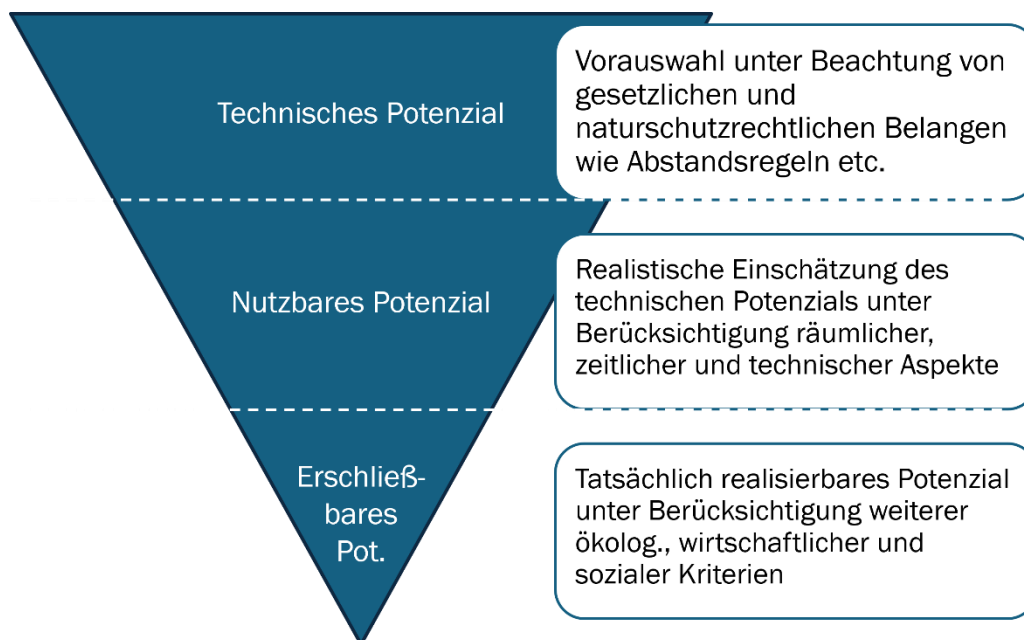 Technisches Potenzial
Vorauswahl unter Beachtung von
gesetzlichen und
naturschutzrechtlichen Belangen
wie Abstandsregeln etc.
Nutzbares Potenzial
Realistische Einschätzung des
technischen Potenzials unter
Berücksichtigung räumlicher,
zeitlicher und technischer Aspekte
Erschließ-
bares
Pot.
Tatsächlich realisierbares Potenzial
unter Berücksichtigung weiterer
ökolog., wirtschaftlicher und
sozialer Kriterien